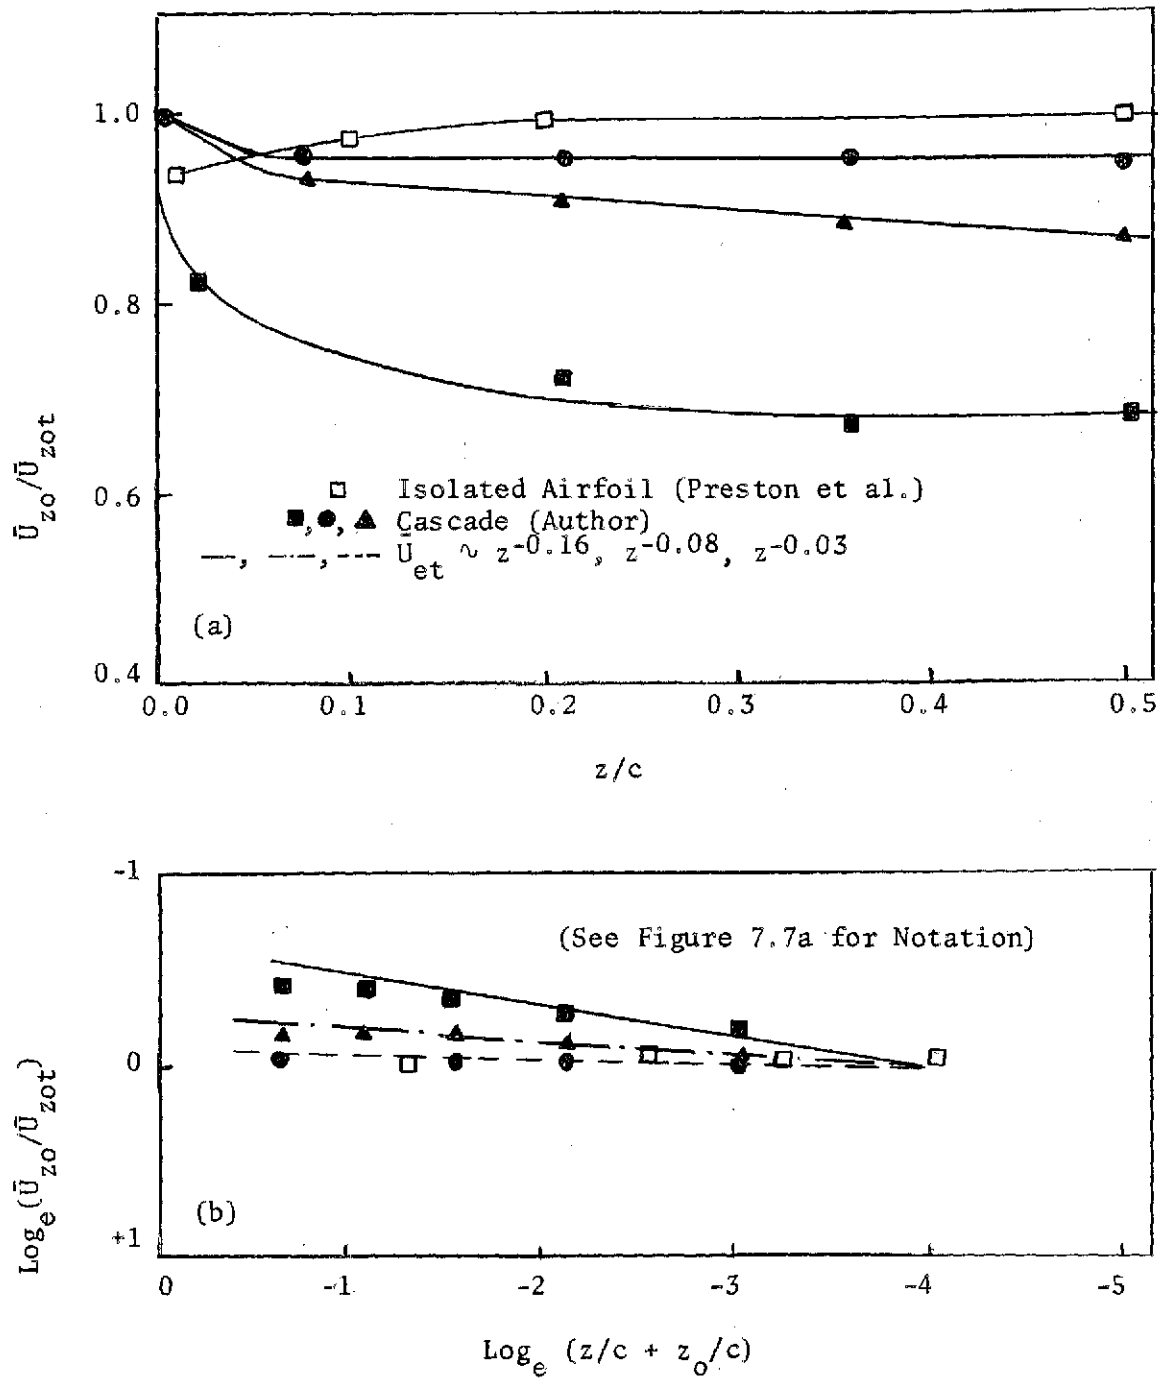 1.0
0.8
0.6
0.4
Ū_zo/Ū_zot
□ Isolated Airfoil (Preston et al.)
■,●,▲ Cascade (Author)
—, —·—, --- Ū_et ~ z^-0.16, z^-0.08, z^-0.03
(a)
0.0 0.1 0.2 0.3 0.4 0.5
z/c
-1
0
+1
Log_e(Ū_zo/Ū_zot)
(See Figure 7.7a for Notation)
(b)
0 -1 -2 -3 -4 -5
Log_e (z/c + z_o/c)